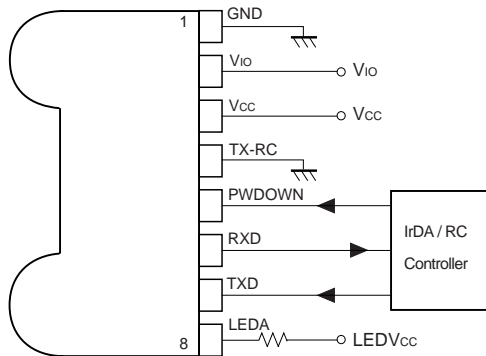 1 GND
VIO VIO
VCC VCC
TX-RC
PWDOWN
IrDA / RC
RXD
Controller
TXD
LEDA
8 LEDVCC